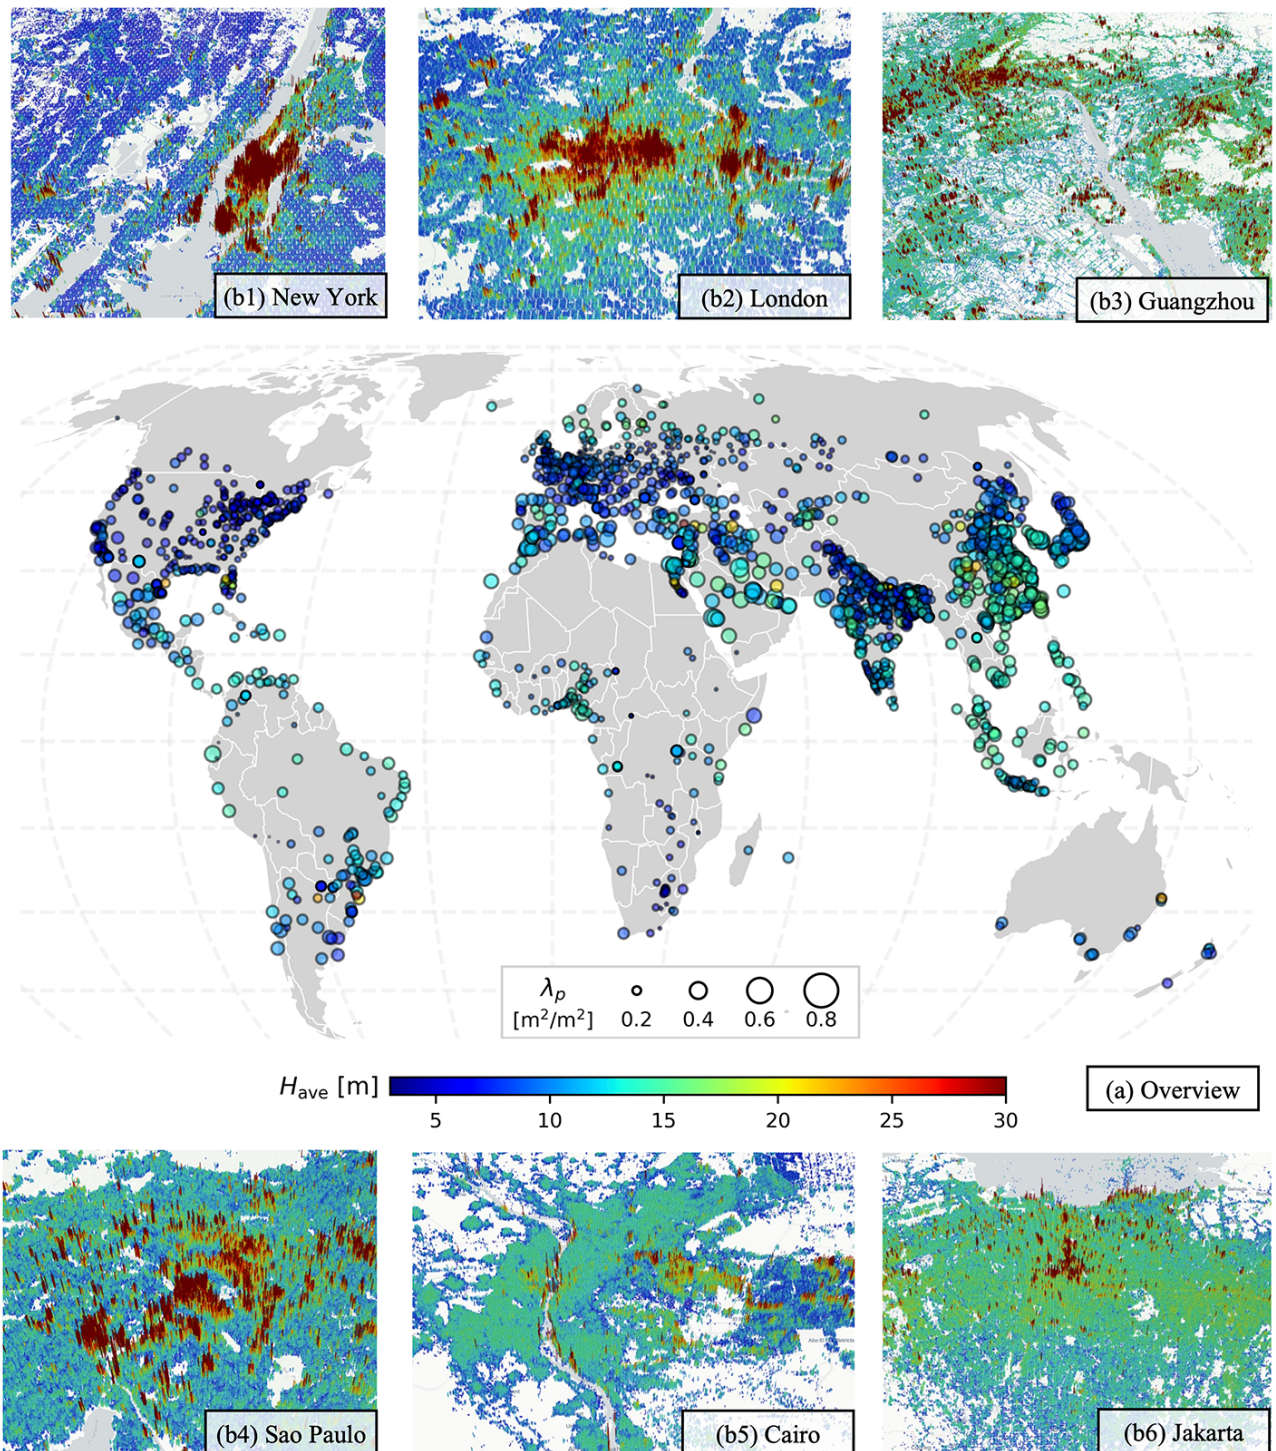 (b1) New York
(b2) London
(b3) Guangzhou
λp
[m²/m²]
0.2
0.4
0.6
0.8
Have [m]
5
10
15
20
25
30
(a) Overview
(b4) Sao Paulo
(b5) Cairo
(b6) Jakarta